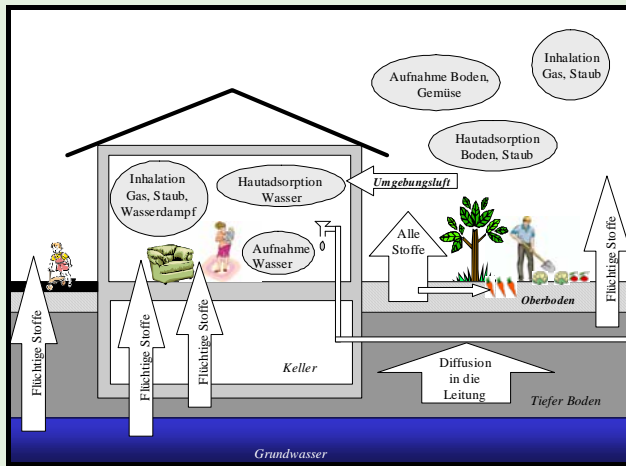 Inhalation
Gas, Staub
Aufnahme Boden,
Gemüse
Hautadsorption
Boden, Staub
Inhalation
Gas, Staub,
Wasserdampf
Hautadsorption
Wasser
Umgebungsluft
Aufnahme
Wasser
Alle
Stoffe
Flüchtige Stoffe
Flüchtige Stoffe
Flüchtige Stoffe
Flüchtige Stoffe
Oberboden
Keller
Diffusion
in die
Leitung
Tiefer Boden
Grundwasser